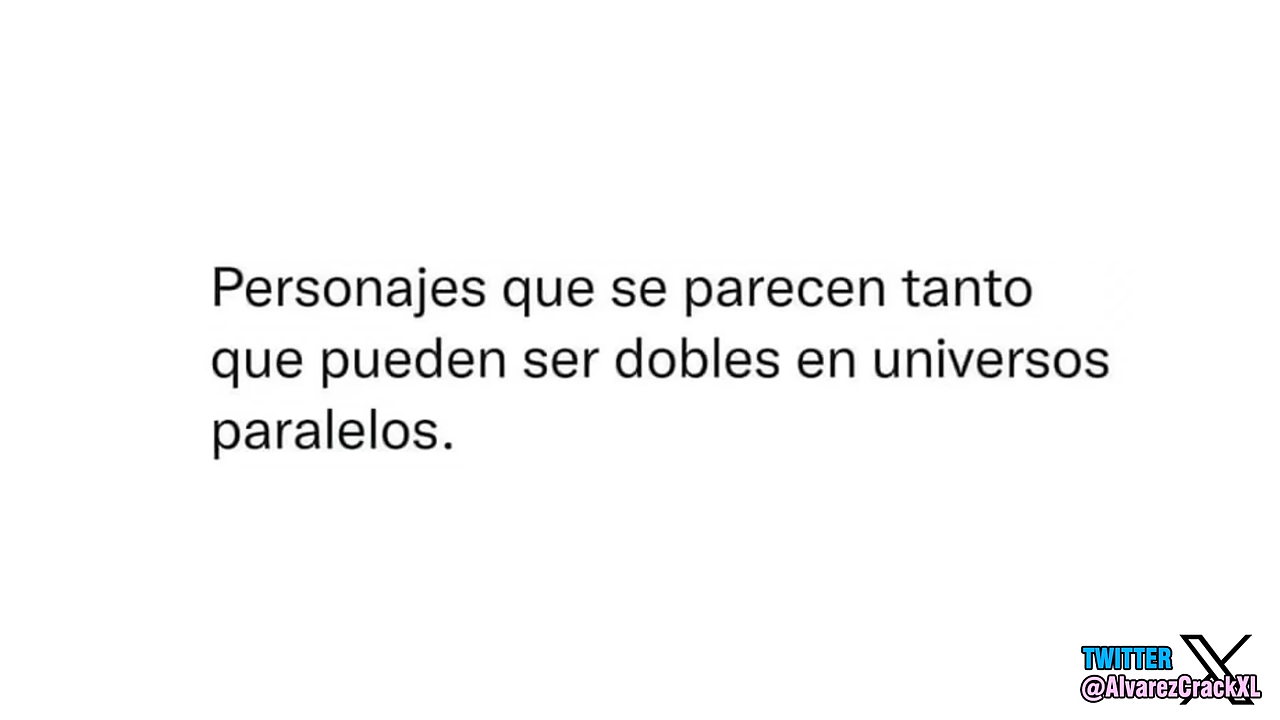 Personajes que se parecen tanto
que pueden ser dobles en universos
paralelos.
TWITTER
@AlvarezCrackXL